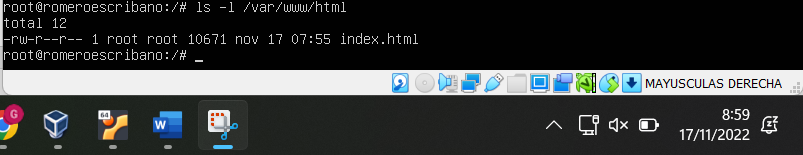 root@romeroescribano:/# ls -l /var/www/html
total 12
-rw-r--r-- 1 root root 10671 nov 17 07:55 index.html
root@romeroescribano:/# _
MAYUSCULAS DERECHA
G
64
W
8:59
17/11/2022